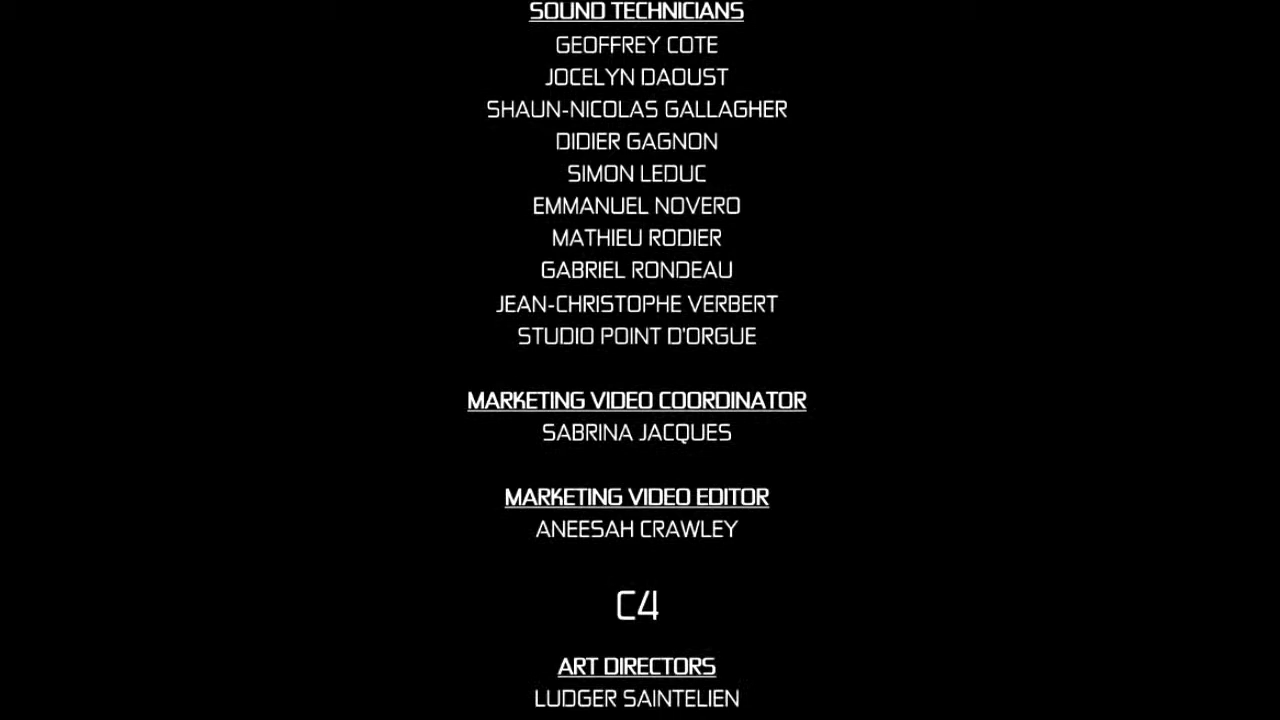 SOUND TECHNICIANS
GEOFFREY COTE
JOCELYN DAOUST
SHAUN-NICOLAS GALLAGHER
DIDIER GAGNON
SIMON LEDUC
EMMANUEL NOVERO
MATHIEU RODIER
GABRIEL RONDEAU
JEAN-CHRISTOPHE VERBERT
STUDIO POINT D'ORGUE
MARKETING VIDEO COORDINATOR
SABRINA JACQUES
MARKETING VIDEO EDITOR
ANEESAH CRAWLEY
C4
ART DIRECTORS
LUDGER SAINTELIEN